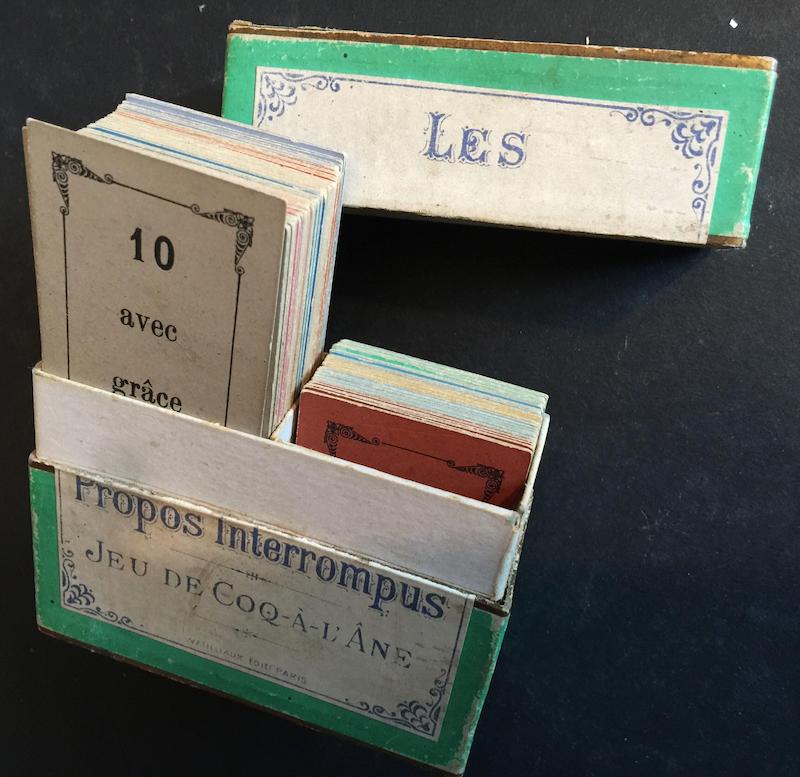 LES
10
avec
grâce
Propos Interrompus
JEU DE COQ-À-L'ÂNE